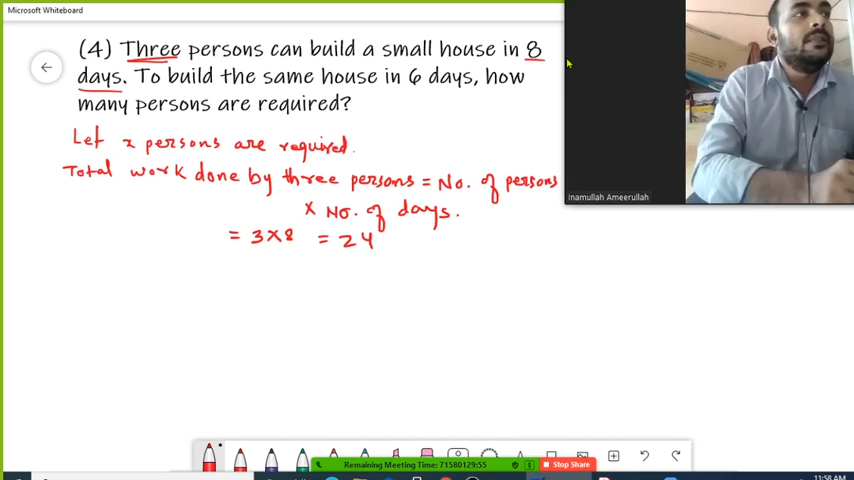 Microsoft Whiteboard
(4) Three persons can build a small house in 8
days. To build the same house in 6 days, how
many persons are required?
Let x persons are required.
Total work done by three persons = No. of persons
x No. of days.
= 3x8 = 24
Inamullah Ameerullah
Remaining Meeting Time: 71580129:55
Stop Share
11:58 AM